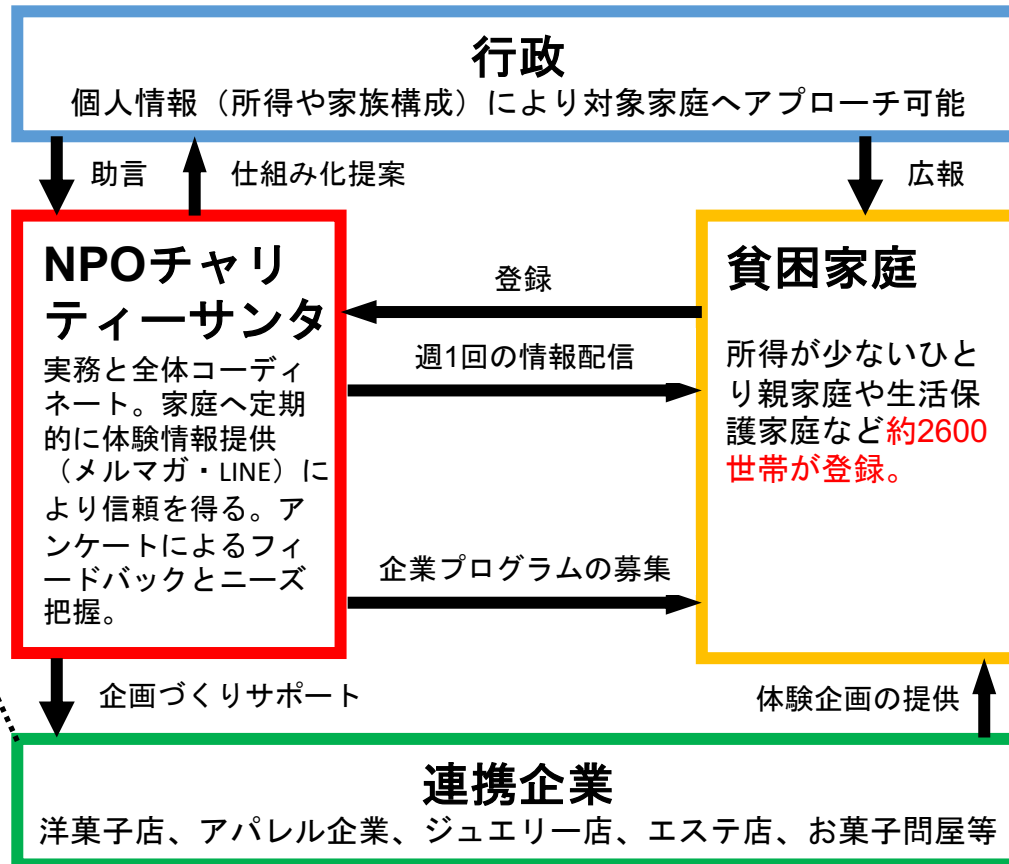 行政
個人情報（所得や家族構成）により対象家庭へアプローチ可能
助言
仕組み化提案
広報
NPOチャリ
ティーサンタ
実務と全体コーディ
ネート。家庭へ定期
的に体験情報提供
（メルマガ・LINE）に
より信頼を得る。ア
ンケートによるフィ
ードバックとニーズ
把握。
登録
週1回の情報配信
企業プログラムの募集
貧困家庭
所得が少ないひと
り親家庭や生活保
護家庭など約2600
世帯が登録。
企画づくりサポート
体験企画の提供
連携企業
洋菓子店、アパレル企業、ジュエリー店、エステ店、お菓子問屋等